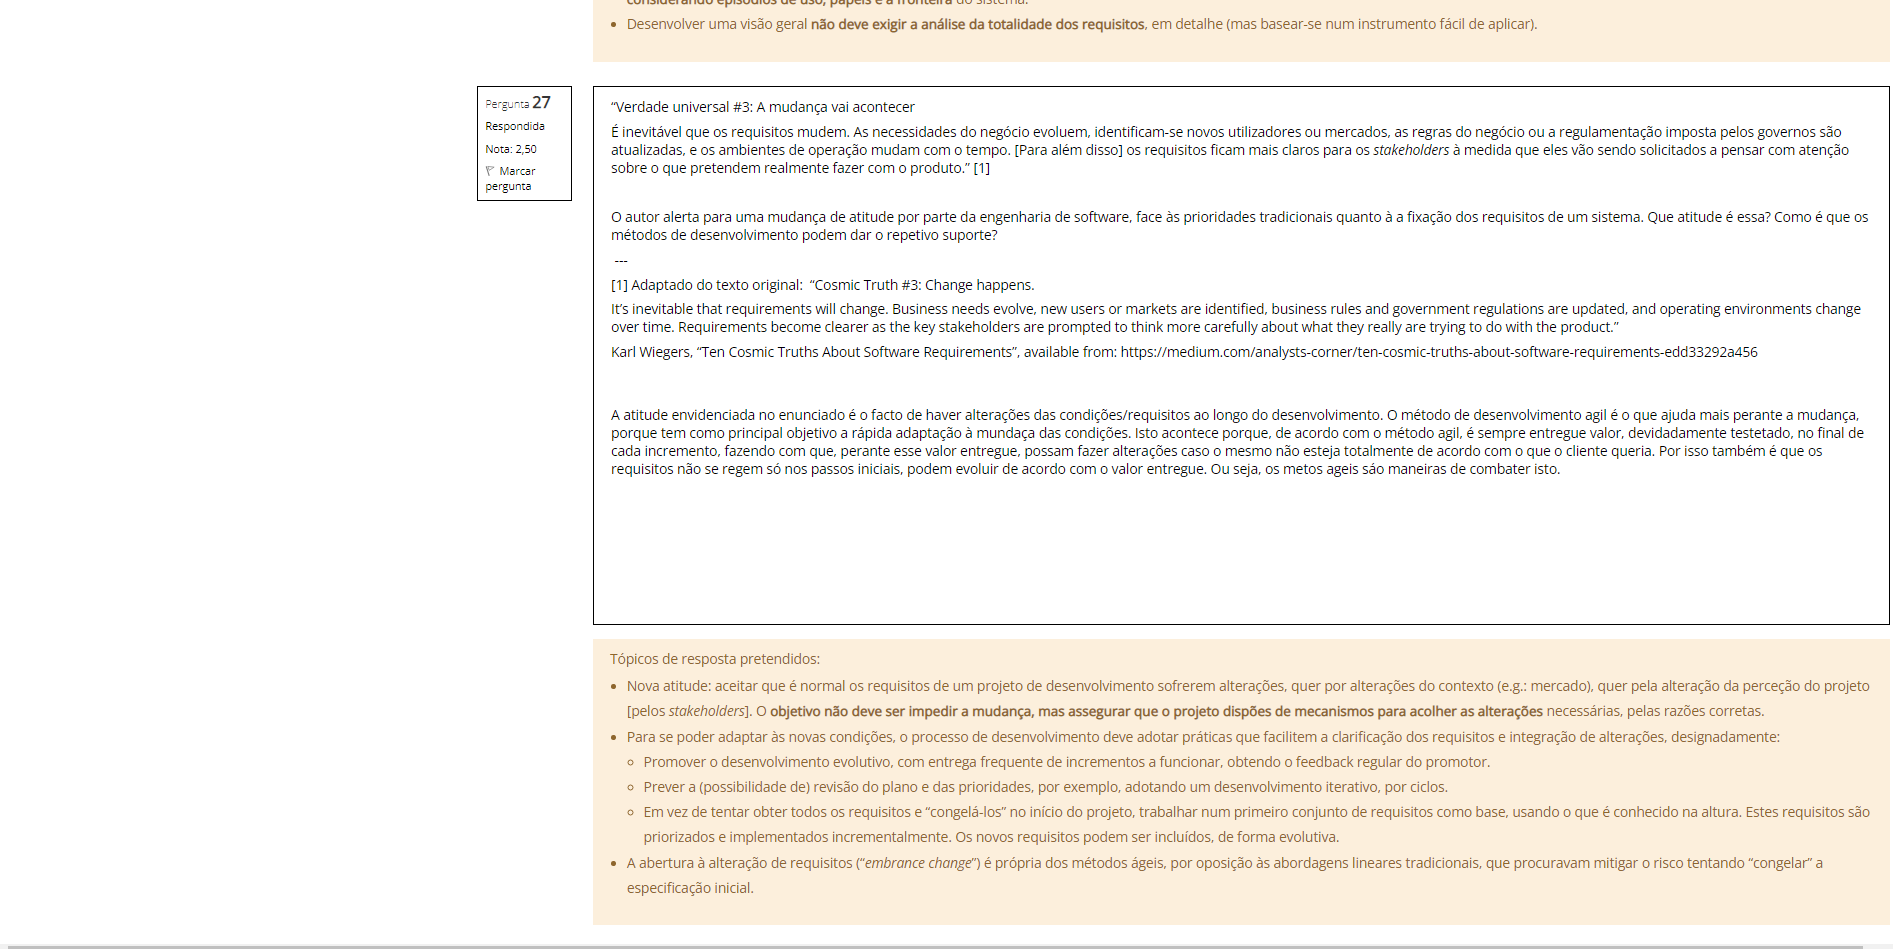 considerando episódios de uso, papéis e a fronteira do sistema.
Desenvolver uma visão geral não deve exigir a análise da totalidade dos requisitos, em detalhe (mas basear-se num instrumento fácil de aplicar).
Pergunta 27
Respondida
Nota: 2,50
Marcar
pergunta
“Verdade universal #3: A mudança vai acontecer
É inevitável que os requisitos mudem. As necessidades do negócio evoluem, identificam-se novos utilizadores ou mercados, as regras do negócio ou a regulamentação imposta pelos governos são
atualizadas, e os ambientes de operação mudam com o tempo. [Para além disso] os requisitos ficam mais claros para os stakeholders à medida que eles vão sendo solicitados a pensar com atenção
sobre o que pretendem realmente fazer com o produto.” [1]
O autor alerta para uma mudança de atitude por parte da engenharia de software, face às prioridades tradicionais quanto à a fixação dos requisitos de um sistema. Que atitude é essa? Como é que os
métodos de desenvolvimento podem dar o repetivo suporte?
---
[1] Adaptado do texto original:  “Cosmic Truth #3: Change happens.
It’s inevitable that requirements will change. Business needs evolve, new users or markets are identified, business rules and government regulations are updated, and operating environments change
over time. Requirements become clearer as the key stakeholders are prompted to think more carefully about what they really are trying to do with the product.”
Karl Wiegers, “Ten Cosmic Truths About Software Requirements”, available from: https://medium.com/analysts-corner/ten-cosmic-truths-about-software-requirements-edd33292a456
A atitude envidenciada no enunciado é o facto de haver alterações das condições/requisitos ao longo do desenvolvimento. O método de desenvolvimento agil é o que ajuda mais perante a mudança,
porque tem como principal objetivo a rápida adaptação à mundaça das condições. Isto acontece porque, de acordo com o método agil, é sempre entregue valor, devidadamente testetado, no final de
cada incremento, fazendo com que, perante esse valor entregue, possam fazer alterações caso o mesmo não esteja totalmente de acordo com o que o cliente queria. Por isso também é que os
requisitos não se regem só nos passos iniciais, podem evoluir de acordo com o valor entregue. Ou seja, os metos ageis sáo maneiras de combater isto.
Tópicos de resposta pretendidos:
Nova atitude: aceitar que é normal os requisitos de um projeto de desenvolvimento sofrerem alterações, quer por alterações do contexto (e.g.: mercado), quer pela alteração da perceção do projeto
[pelos stakeholders]. O objetivo não deve ser impedir a mudança, mas assegurar que o projeto dispões de mecanismos para acolher as alterações necessárias, pelas razões corretas.
Para se poder adaptar às novas condições, o processo de desenvolvimento deve adotar práticas que facilitem a clarificação dos requisitos e integração de alterações, designadamente:
Promover o desenvolvimento evolutivo, com entrega frequente de incrementos a funcionar, obtendo o feedback regular do promotor.
Prever a (possibilidade de) revisão do plano e das prioridades, por exemplo, adotando um desenvolvimento iterativo, por ciclos.
Em vez de tentar obter todos os requisitos e “congelá-los” no início do projeto, trabalhar num primeiro conjunto de requisitos como base, usando o que é conhecido na altura. Estes requisitos são
priorizados e implementados incrementalmente. Os novos requisitos podem ser incluídos, de forma evolutiva.
A abertura à alteração de requisitos (“embrance change”) é própria dos métodos ágeis, por oposição às abordagens lineares tradicionais, que procuravam mitigar o risco tentando “congelar” a
especificação inicial.